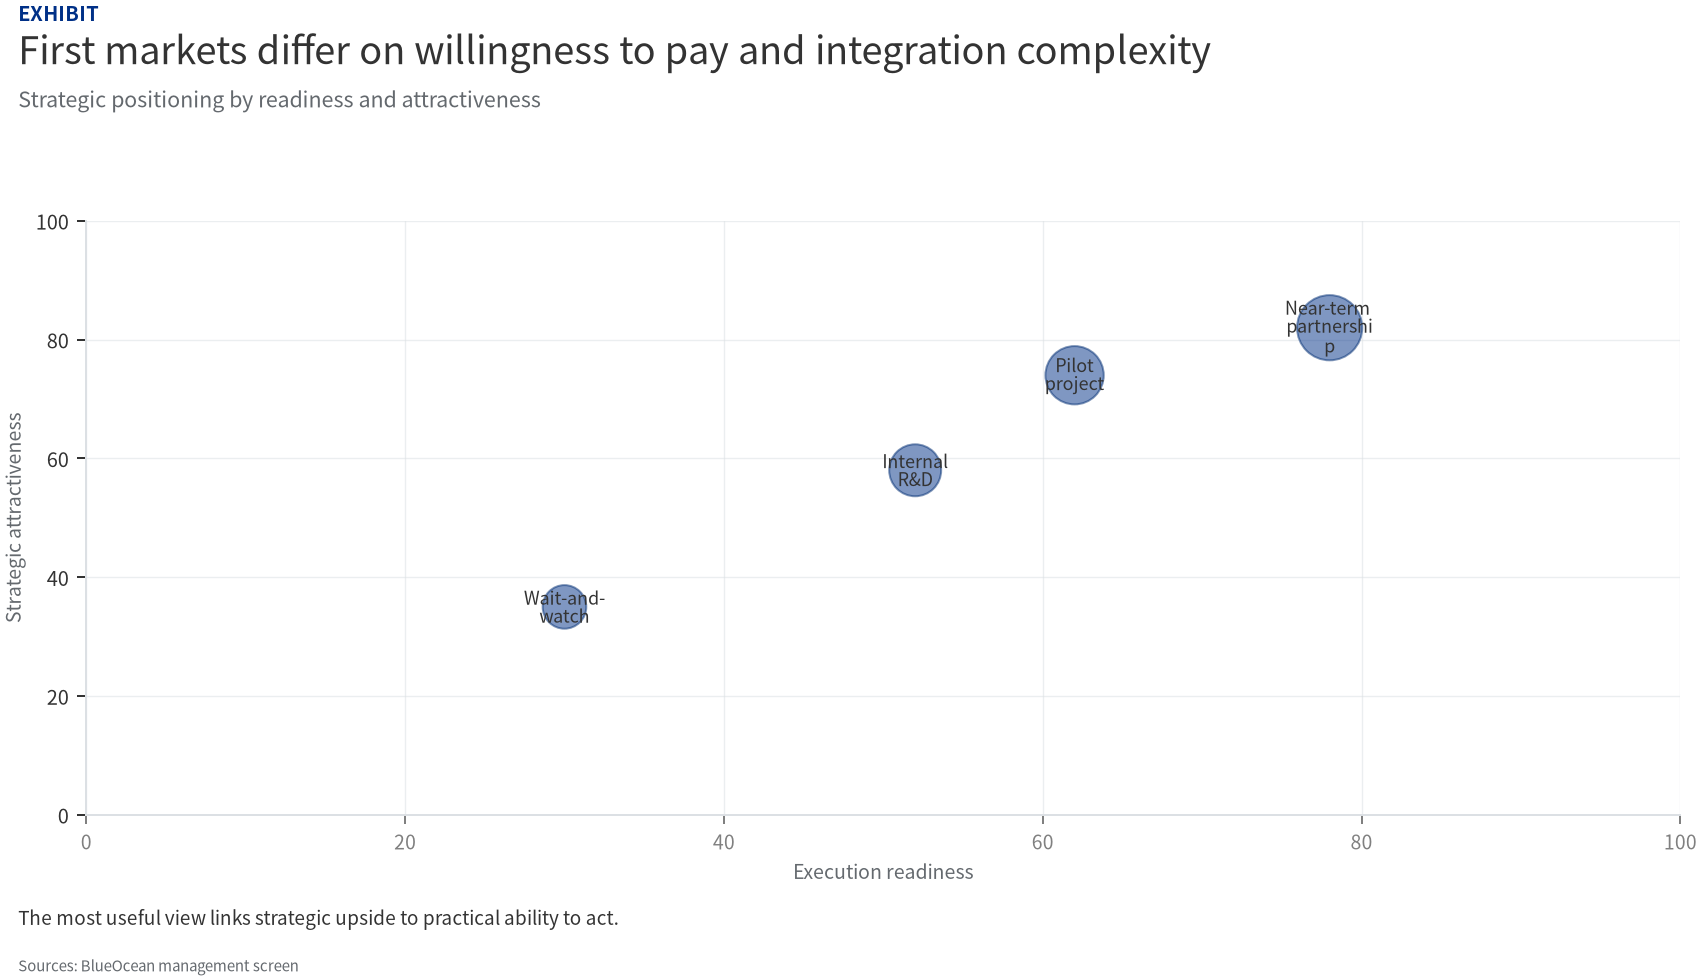 EXHIBIT
First markets differ on willingness to pay and integration complexity
Strategic positioning by readiness and attractiveness
100
80
60
40
20
0
Strategic attractiveness
Near-term
partnershi
p
Pilot
project
Internal
R&D
Wait-and-
watch
0
20
40
60
80
100
Execution readiness
The most useful view links strategic upside to practical ability to act.
Sources: BlueOcean management screen